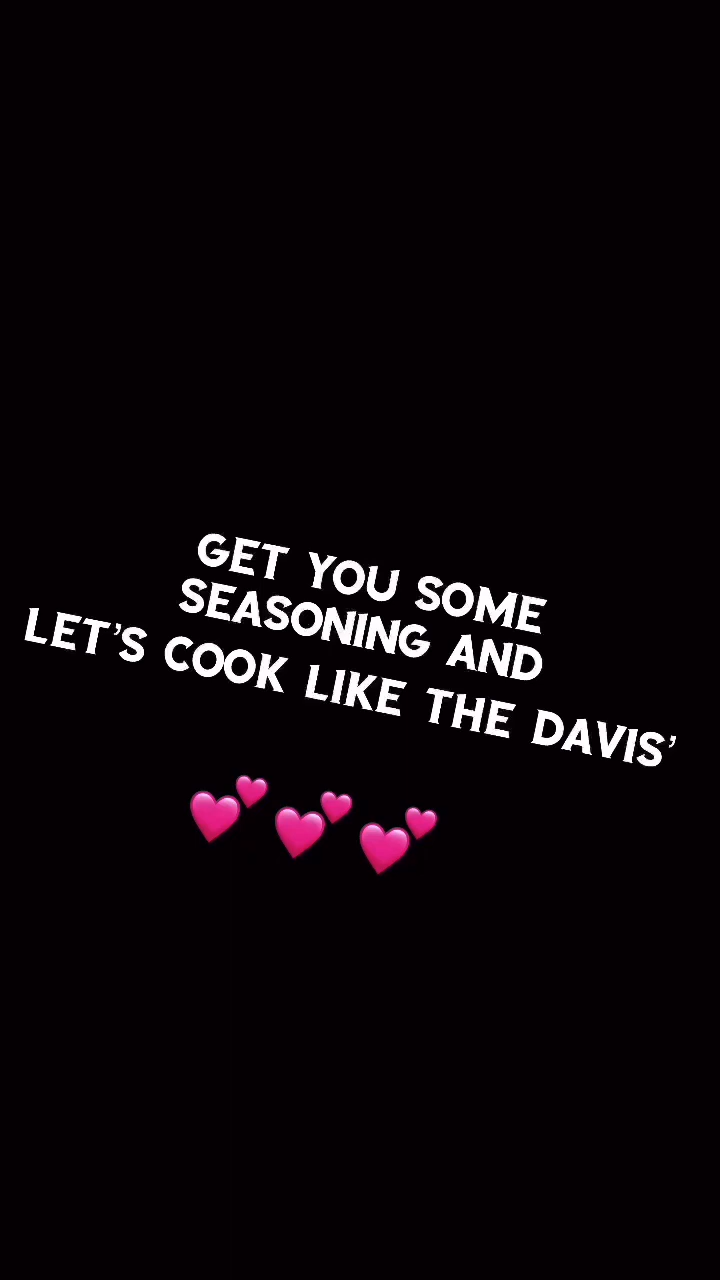 GET YOU SOME
SEASONING AND
LET'S COOK LIKE THE DAVIS'
💕💕💕